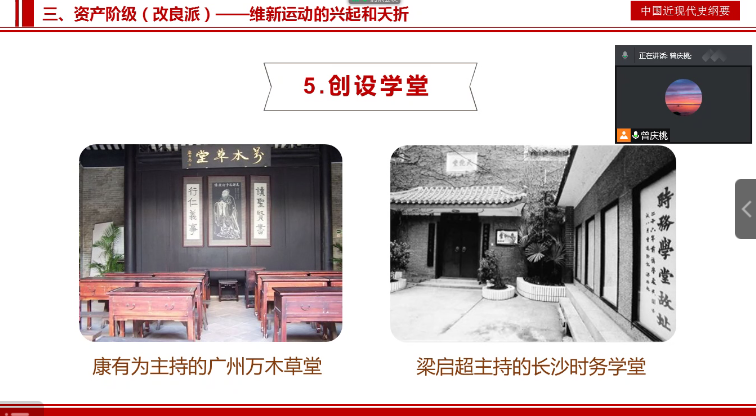 三、资产阶级（改良派）——维新运动的兴起和夭折
中国近现代史纲要
正在讲话: 曾庆桃;
曾庆桃
5.创设学堂
萬木草堂
讀聖賢書
行仁義事
時務學堂故址
康有为主持的广州万木草堂
梁启超主持的长沙时务学堂